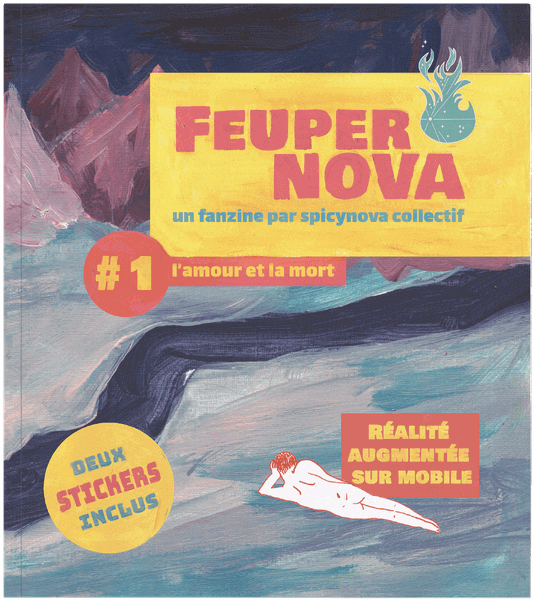 FEUPER
NOVA
un fanzine par spicynova collectif
# 1
l'amour et la mort
RÉALITÉ
AUGMENTÉE
SUR MOBILE
DEUX
STICKERS
INCLUS